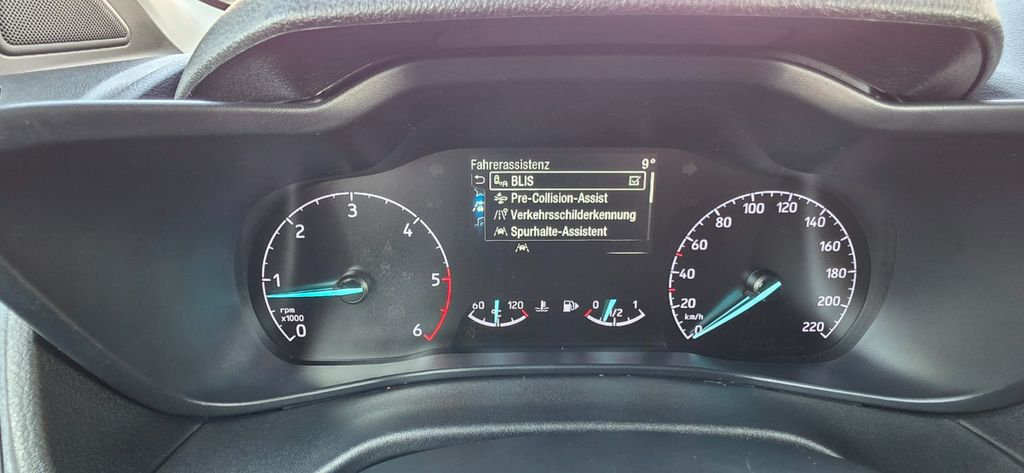 Fahrerassistenz 9°
BLIS
Pre-Collision-Assist
Verkehrsschilderkennung
Spurhalte-Assistent
0 1 2 3 4 5 6
rpm
x1000
60 120
°C
0 1/2 1
0 20 40 60 80 100 120 140 160 180 200 220
km/h